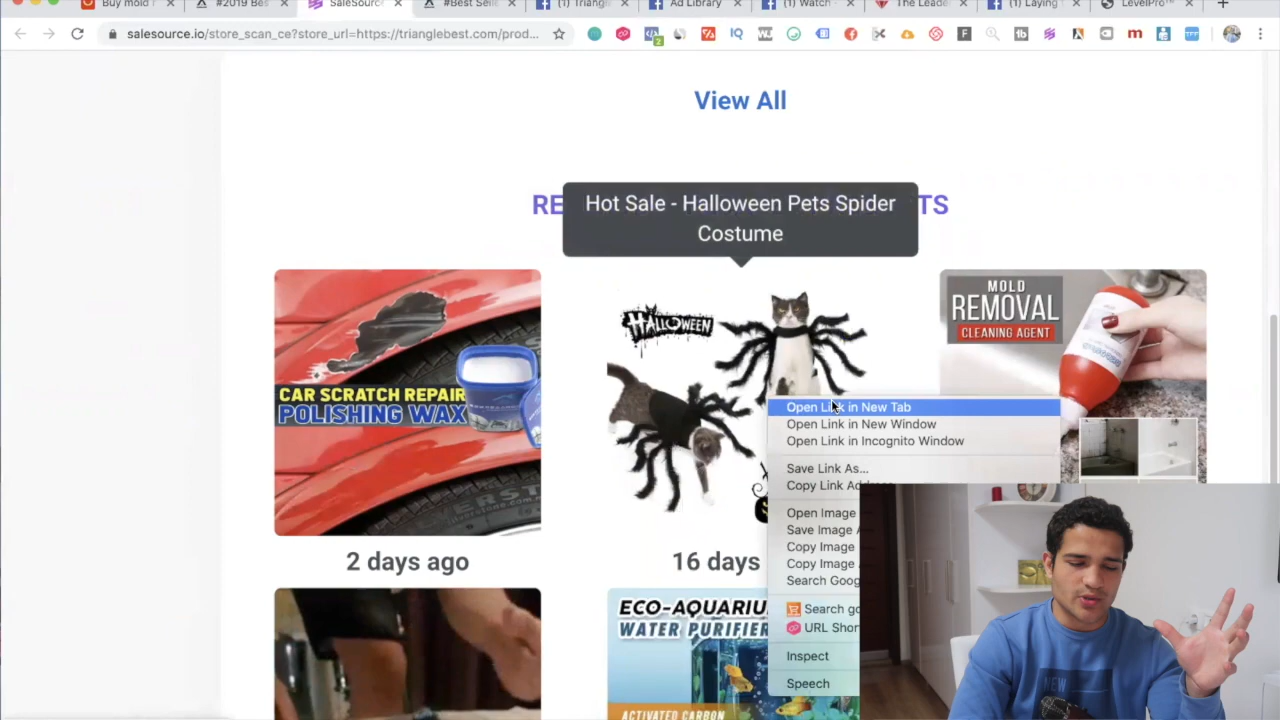 Buy mold r
#2019 Bes
SaleSourc
#Best Selle
(1) Triangl
Ad Library
(1) Watch
The Leade
(1) Laying
LevelPro™
salesource.io/store_scan_ce?store_url=https://trianglebest.com/prod...
View All
RE
TS
Hot Sale - Halloween Pets Spider
Costume
CAR SCRATCH REPAIR
POLISHING WAX
HALLOWEEN
MOLD
REMOVAL
CLEANING AGENT
Open Link in New Tab
Open Link in New Window
Open Link in Incognito Window
Save Link As...
Copy Link Ad
Open Image
Save Image
Copy Image
Copy Image
Search Goog
Search go
URL Shor
Inspect
Speech
2 days ago
16 days
ECO-AQUARIU
WATER PURIFIER
ACTIVATED CARBON